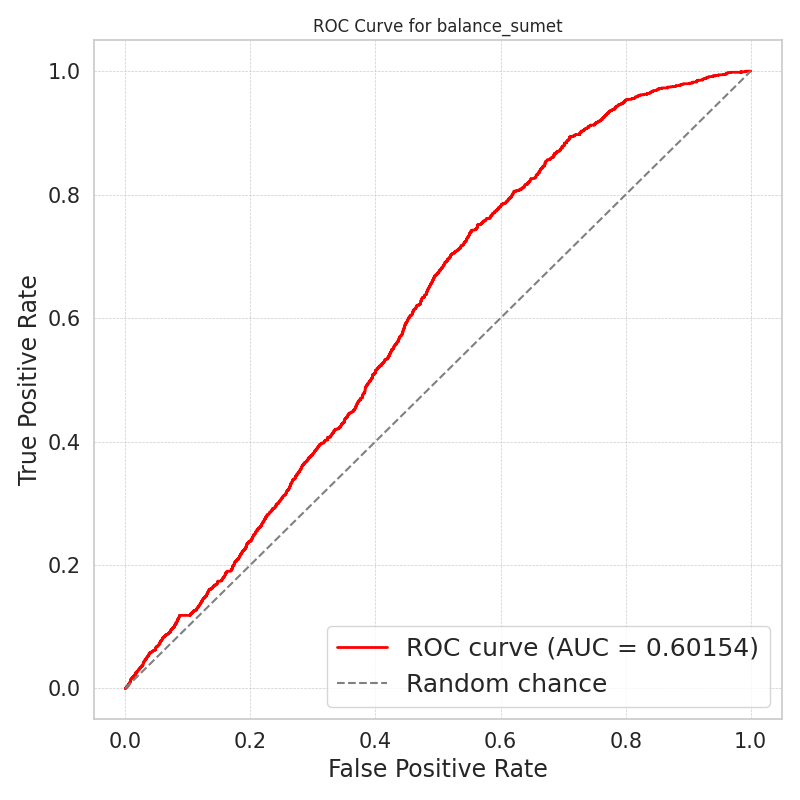 ROC Curve for balance_sumet
True Positive Rate
1.0
0.8
0.6
0.4
0.2
0.0
ROC curve (AUC = 0.60154)
Random chance
0.0 0.2 0.4 0.6 0.8 1.0
False Positive Rate